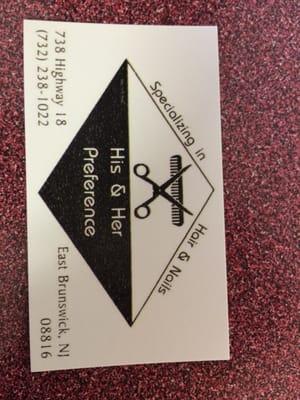 Specializing in
Hair & Nails
His & Her
Preference
738 Highway 18
(732) 238-1022
East Brunswick, NJ
08816